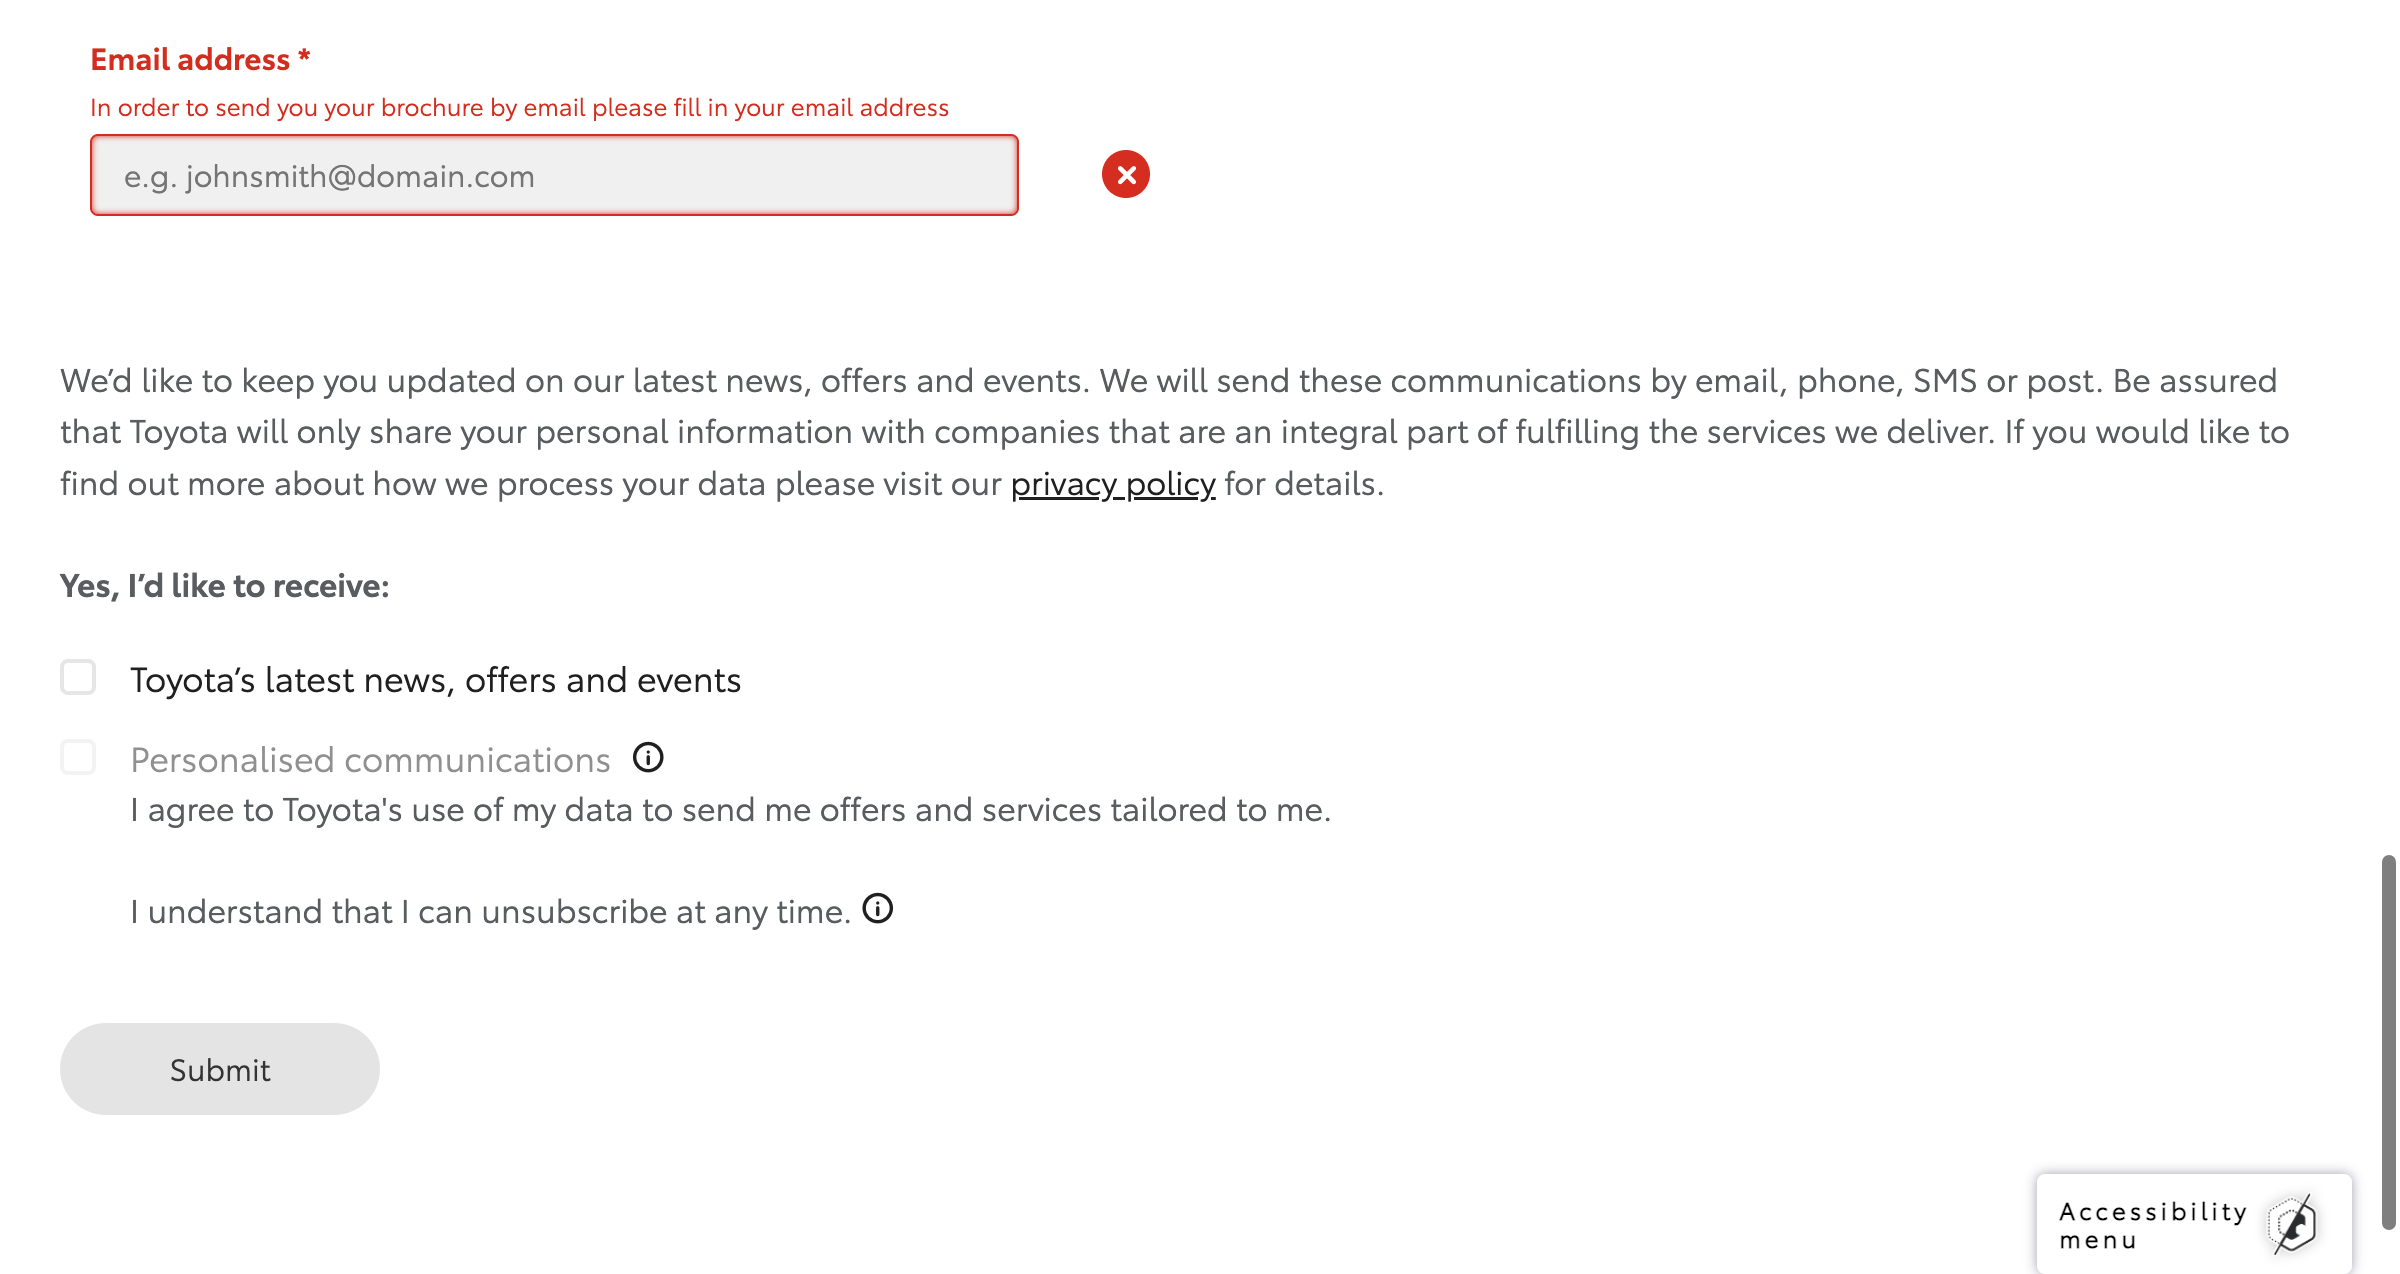 Email address *
In order to send you your brochure by email please fill in your email address
e.g. johnsmith@domain.com
We’d like to keep you updated on our latest news, offers and events. We will send these communications by email, phone, SMS or post. Be assured
that Toyota will only share your personal information with companies that are an integral part of fulfilling the services we deliver. If you would like to
find out more about how we process your data please visit our privacy policy for details.
Yes, I’d like to receive:
Toyota’s latest news, offers and events
Personalised communications
I agree to Toyota's use of my data to send me offers and services tailored to me.
I understand that I can unsubscribe at any time.
Submit
Accessibility
menu